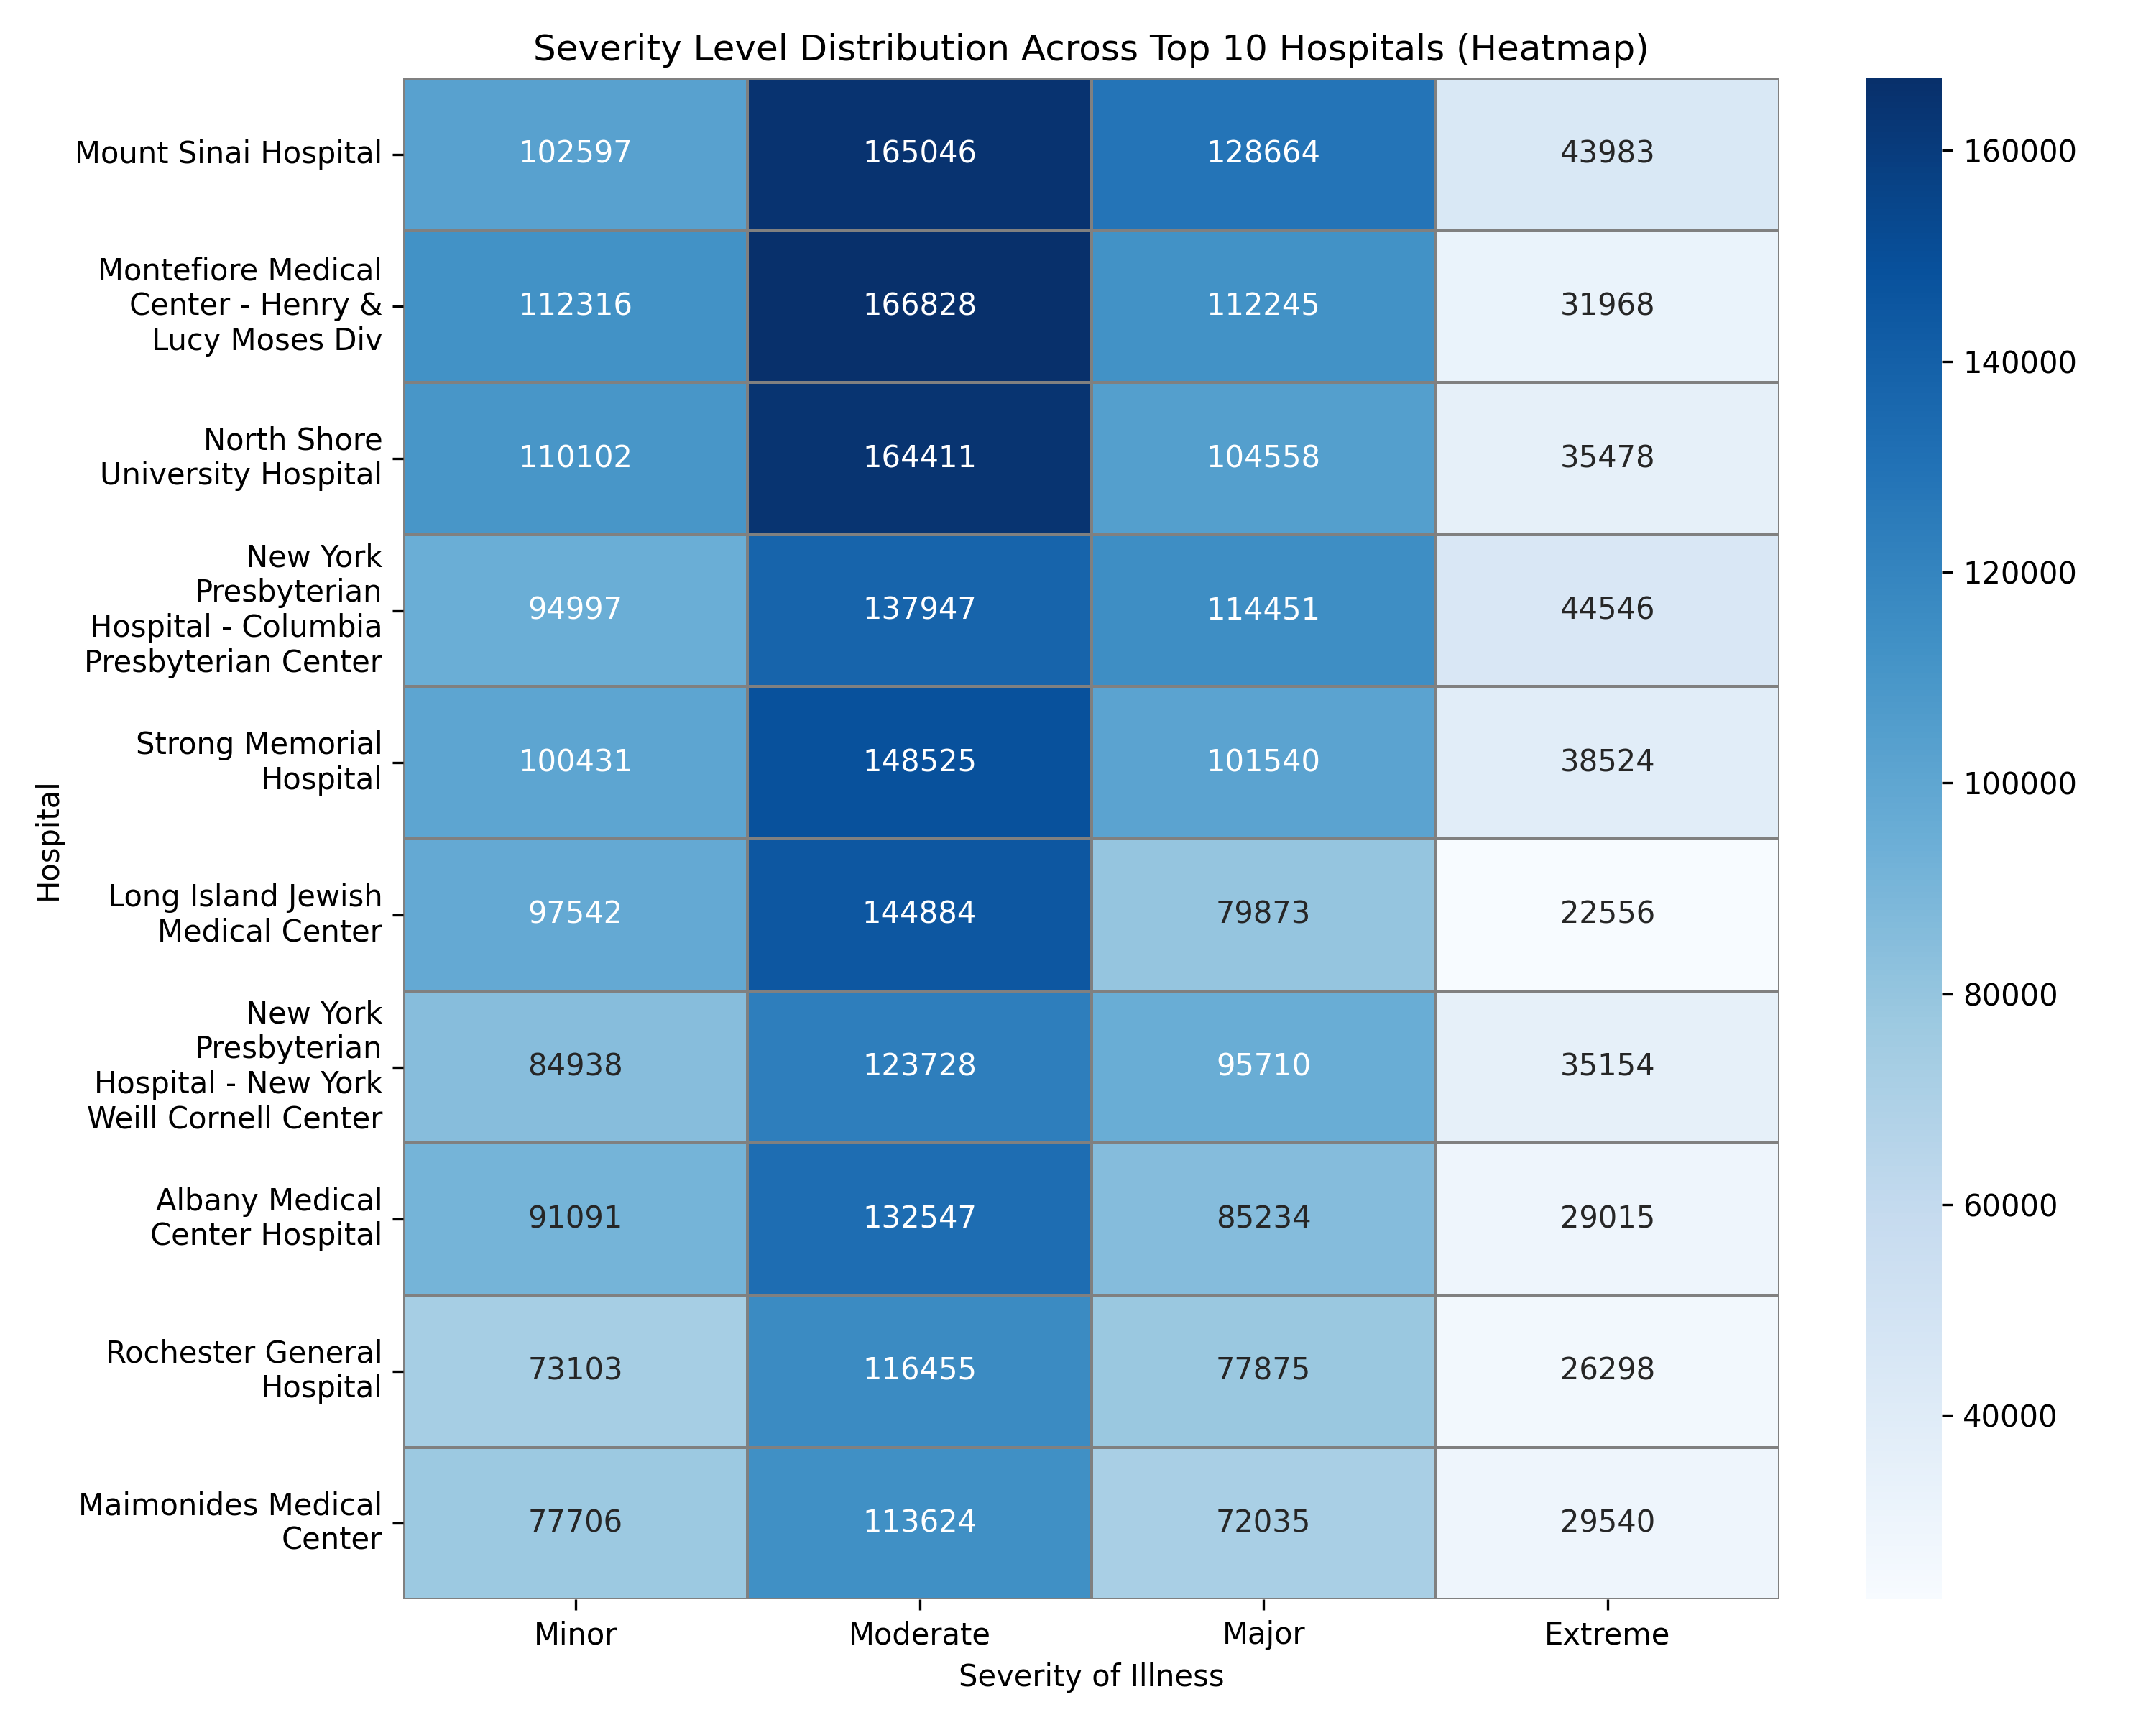 Severity Level Distribution Across Top 10 Hospitals (Heatmap)
Hospital
Mount Sinai Hospital
102597 165046 128664 43983
Montefiore Medical
Center - Henry &
Lucy Moses Div
112316 166828 112245 31968
North Shore
University Hospital
110102 164411 104558 35478
New York
Presbyterian
Hospital - Columbia
Presbyterian Center
94997 137947 114451 44546
Strong Memorial
Hospital
100431 148525 101540 38524
Long Island Jewish
Medical Center
97542 144884 79873 22556
New York
Presbyterian
Hospital - New York
Weill Cornell Center
84938 123728 95710 35154
Albany Medical
Center Hospital
91091 132547 85234 29015
Rochester General
Hospital
73103 116455 77875 26298
Maimonides Medical
Center
77706 113624 72035 29540
Minor Moderate Major Extreme
Severity of Illness
160000
140000
120000
100000
80000
60000
40000